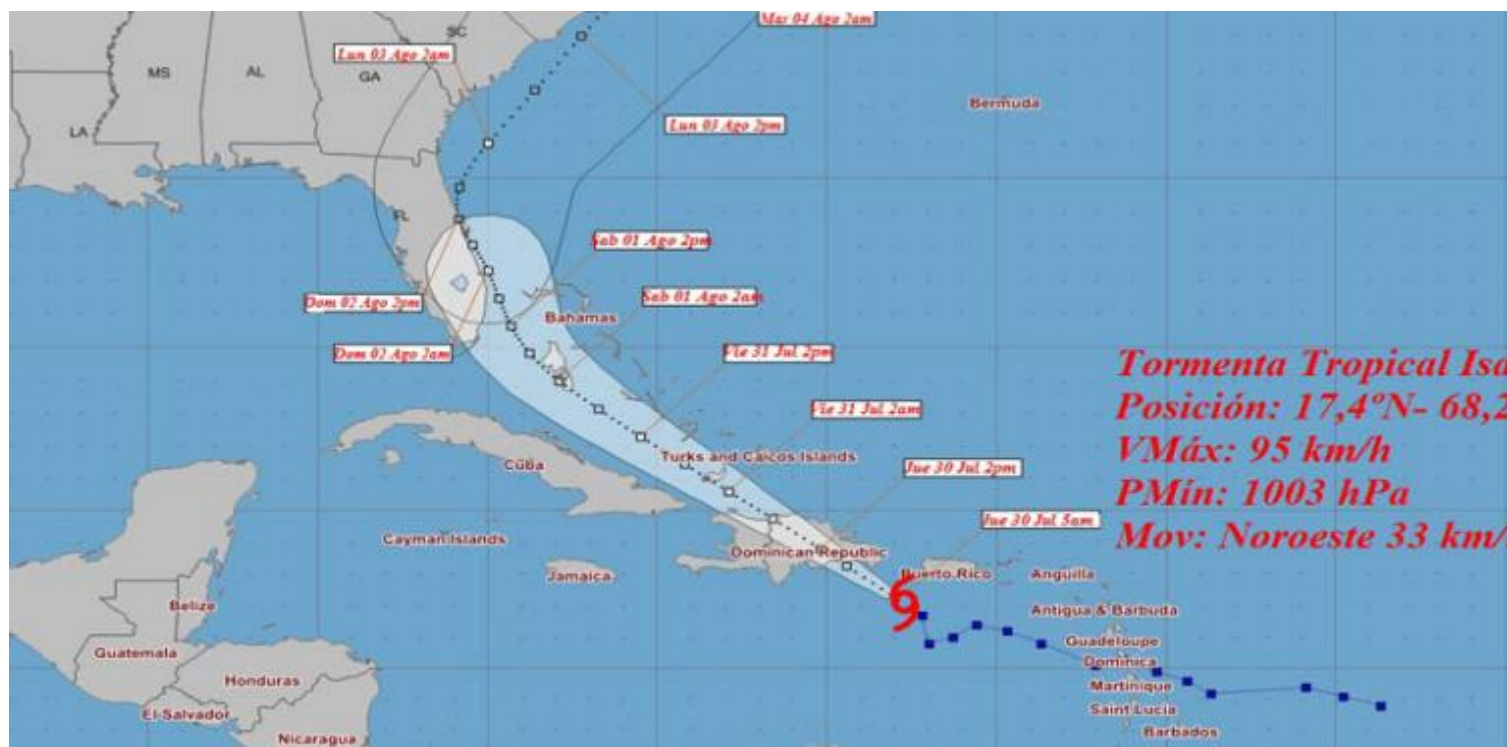 Mar 04 Ago 2am
SC
Lun 03 Ago 2am
MS
AL
GA
Bermuda
Lun 03 Ago 2pm
LA
FL
Sab 01 Ago 2pm
Dom 02 Ago 2pm
Sab 01 Ago 2am
Bahamas
Dom 02 Ago 2am
Vie 31 Jul 2pm
Tormenta Tropical Isa
Posición: 17,4ºN- 68,2
VMáx: 95 km/h
PMín: 1003 hPa
Mov: Noroeste 33 km/
Vie 31 Jul 2am
Turks and Caicos Islands
Cuba
Jue 30 Jul 2pm
Jue 30 Jul 5am
Cayman Islands
Dominican Republic
Jamaica
Puerto Rico
Anguilla
Belize
Antigua & Barbuda
Guadeloupe
Guatemala
Dominica
Honduras
Martinique
El Salvador
Saint Lucia
Nicaragua
Barbados